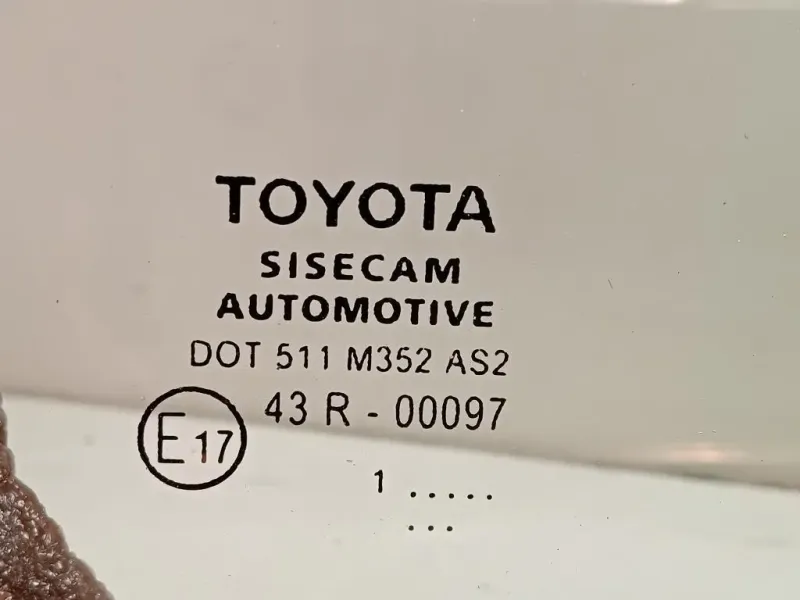 TOYOTA
SISECAM
AUTOMOTIVE
DOT 511 M352 AS2
E17 43 R - 00097
1 .....
...